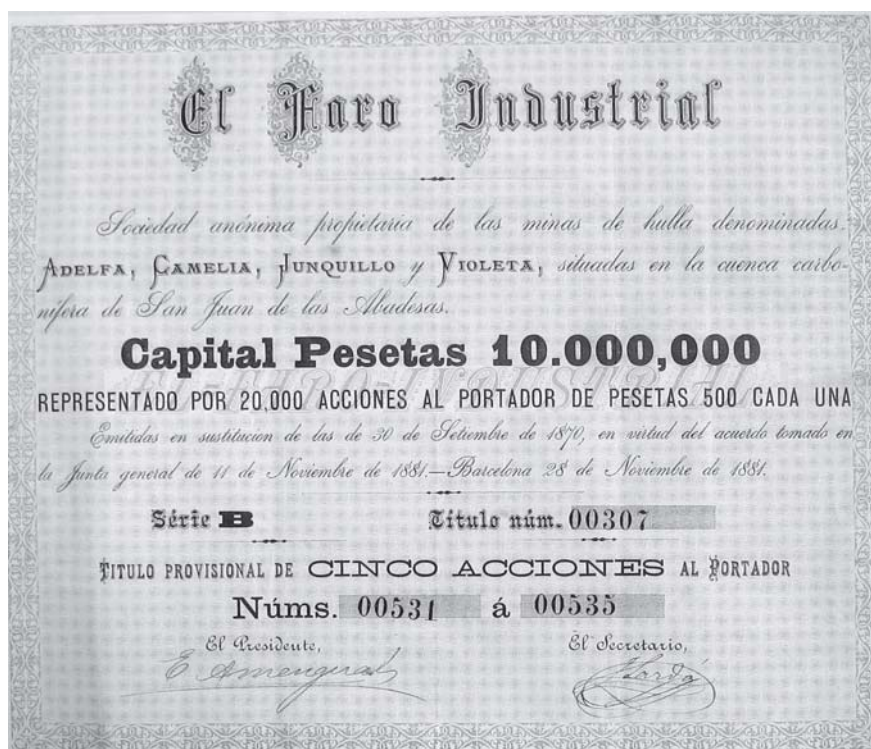 El Faro Industrial
Sociedad anónima propietaria de las minas de hulla denominadas.
ADELFA, CAMELIA, JUNQUILLO y VIOLETA, situadas en la cuenca carbo-
nífera de San Juan de las Abadesas.
Capital Pesetas 10.000,000
EL-FARO-INDUSTRIAL
REPRESENTADO POR 20,000 ACCIONES AL PORTADOR DE PESETAS 500 CADA UNA
Emitidas en sustitucion de las de 30 de Setiembre de 1870, en virtud del acuerdo tomado en
la Junta general de 11 de Noviembre de 1881.—Barcelona 28 de Noviembre de 1881.
Série B Título núm. 00307
TITULO PROVISIONAL DE CINCO ACCIONES AL PORTADOR
Núms. 00531 á 00535
El Presidente, El Secretario,
E Amengual